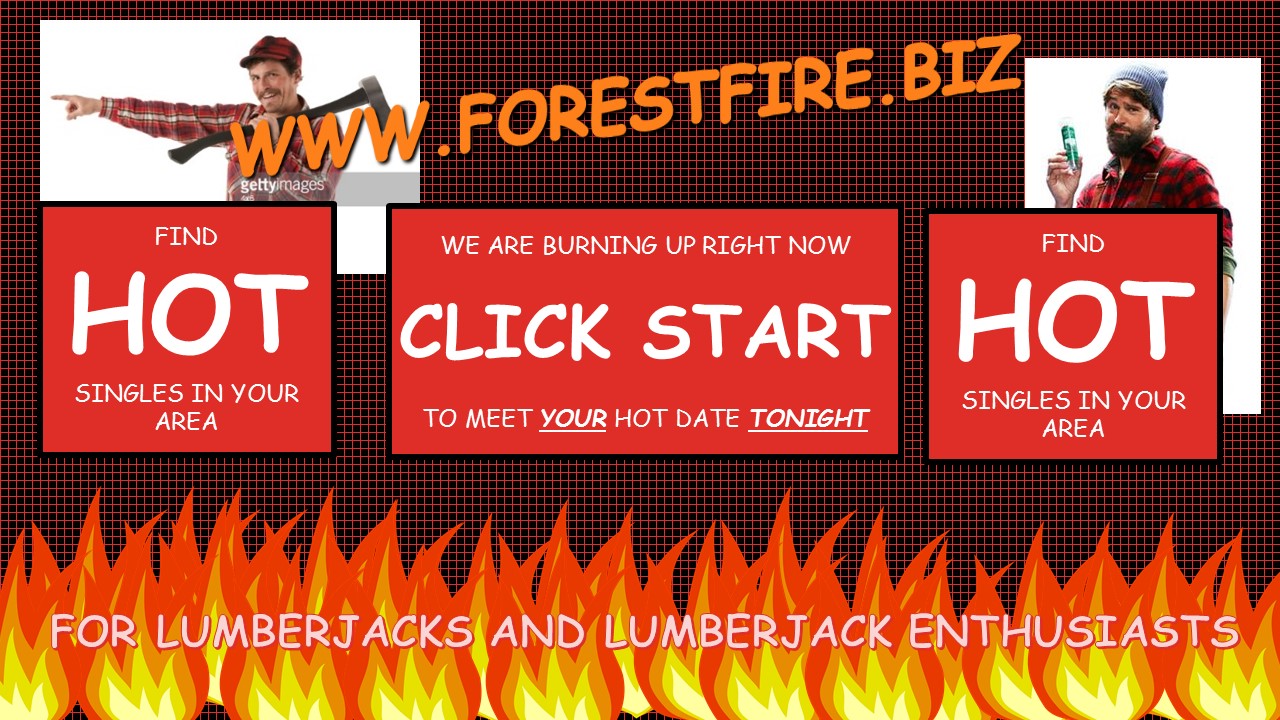 WWW.FORESTFIRE.BIZ
gettyimages
FIND
HOT
SINGLES IN YOUR
AREA
WE ARE BURNING UP RIGHT NOW
CLICK START
TO MEET YOUR HOT DATE TONIGHT
FIND
HOT
SINGLES IN YOUR
AREA
FOR LUMBERJACKS AND LUMBERJACK ENTHUSIASTS